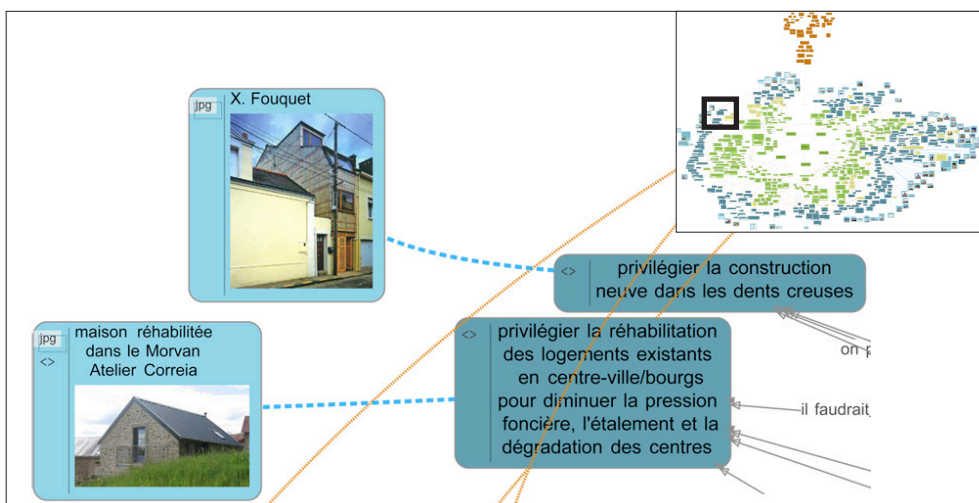 jpg
X. Fouquet
<>
privilégier la construction
neuve dans les dents creuses
jpg
<>
maison réhabilitée
dans le Morvan
Atelier Correia
<>
privilégier la réhabilitation
des logements existants
en centre-ville/bourgs
pour diminuer la pression
foncière, l'étalement et la
dégradation des centres
on
il faudrait